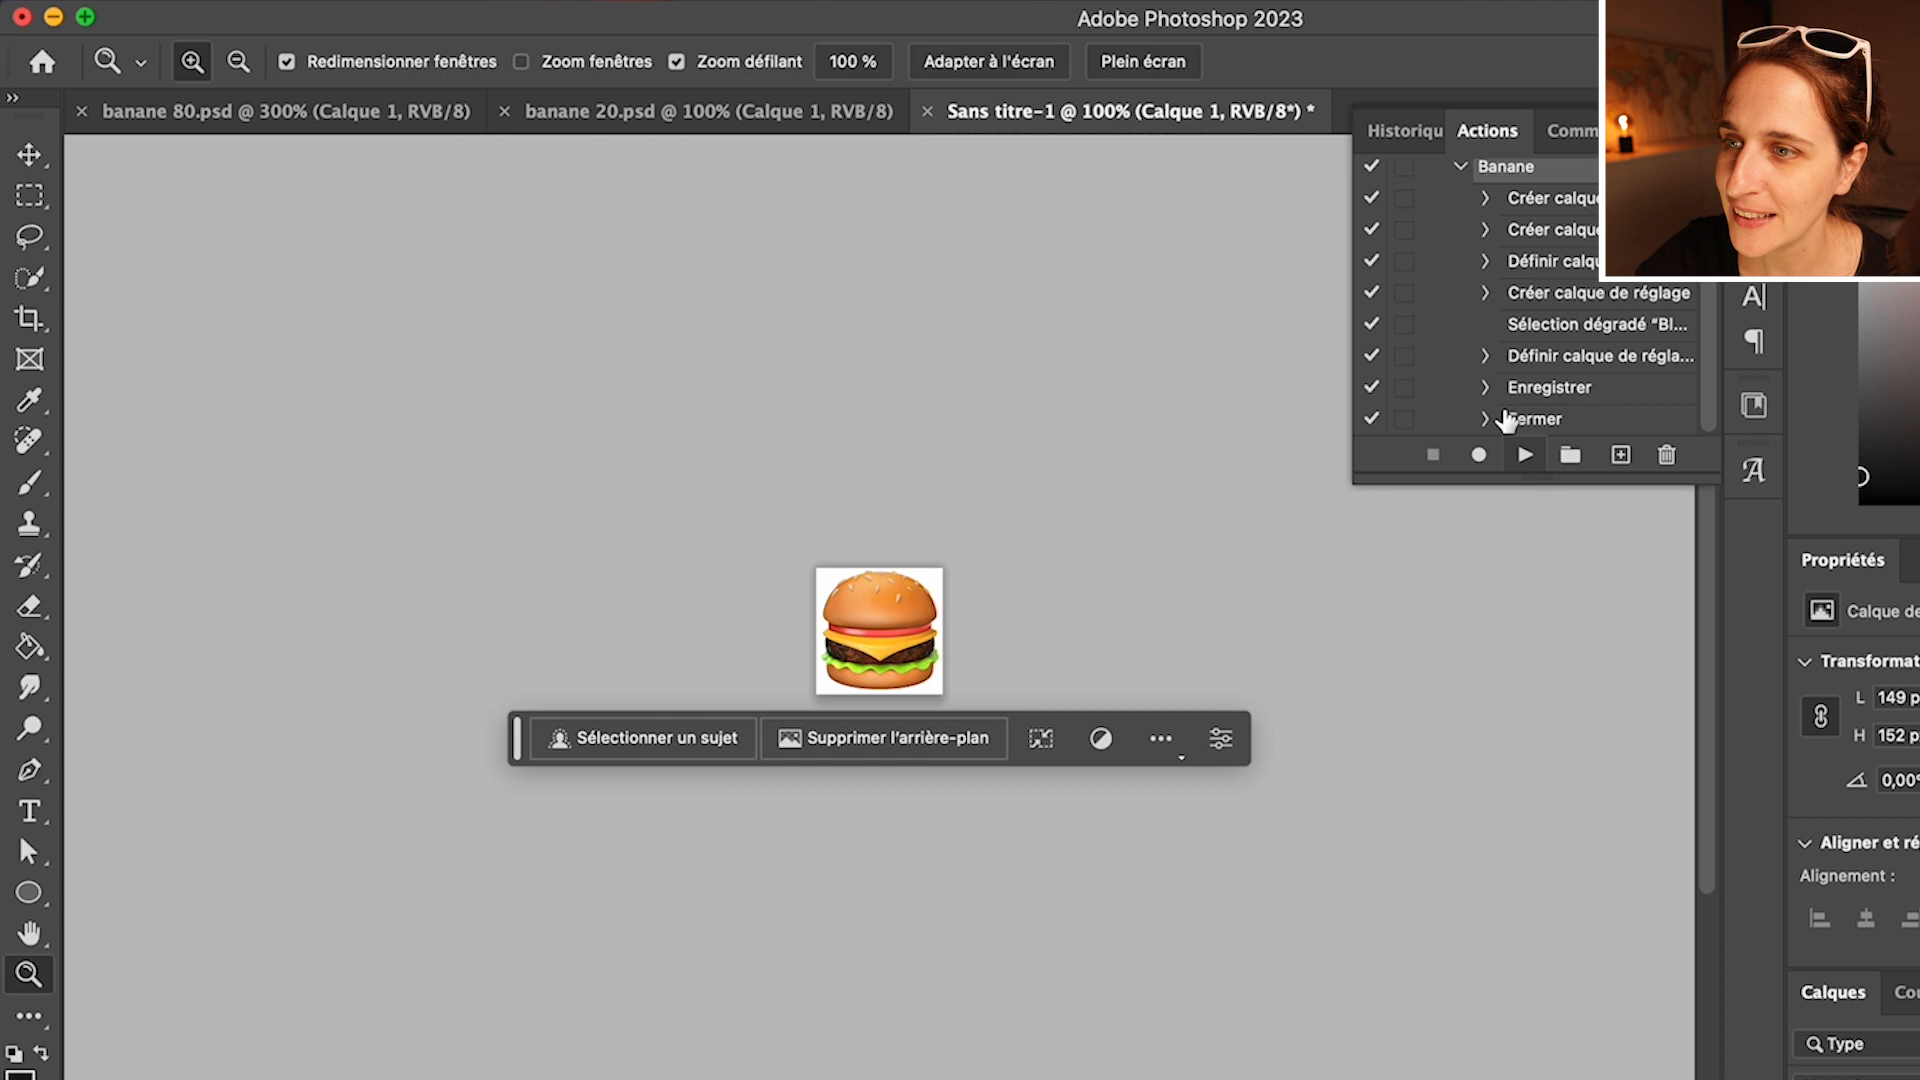 Adobe Photoshop 2023
Redimensionner fenêtres
Zoom fenêtres
Zoom défilant
100 %
Adapter à l'écran
Plein écran
banane 80.psd @ 300% (Calque 1, RVB/8)
banane 20.psd @ 100% (Calque 1, RVB/8)
Sans titre-1 @ 100% (Calque 1, RVB/8*) *
Historiqu
Actions
Comm
Banane
Créer calqu
Créer calqu
Définir calqu
Créer calque de réglage
Sélection dégradé “Bl...
Définir calque de régla...
Enregistrer
Fermer
Propriétés
Calque de
Transformat
L 149 p
H 152 p
0,00°
Aligner et ré
Alignement :
Sélectionner un sujet
Supprimer l’arrière-plan
Calques
Cou
Type